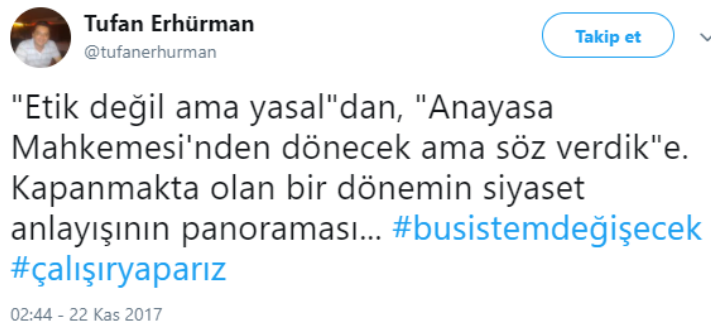 Tufan Erhürman
@tufanerhurman
Takip et
"Etik değil ama yasal"dan, "Anayasa
Mahkemesi'nden dönecek ama söz verdik"e.
Kapanmakta olan bir dönemin siyaset
anlayışının panoraması... #busistemdeğişecek
#çalışıryaparız
02:44 - 22 Kas 2017